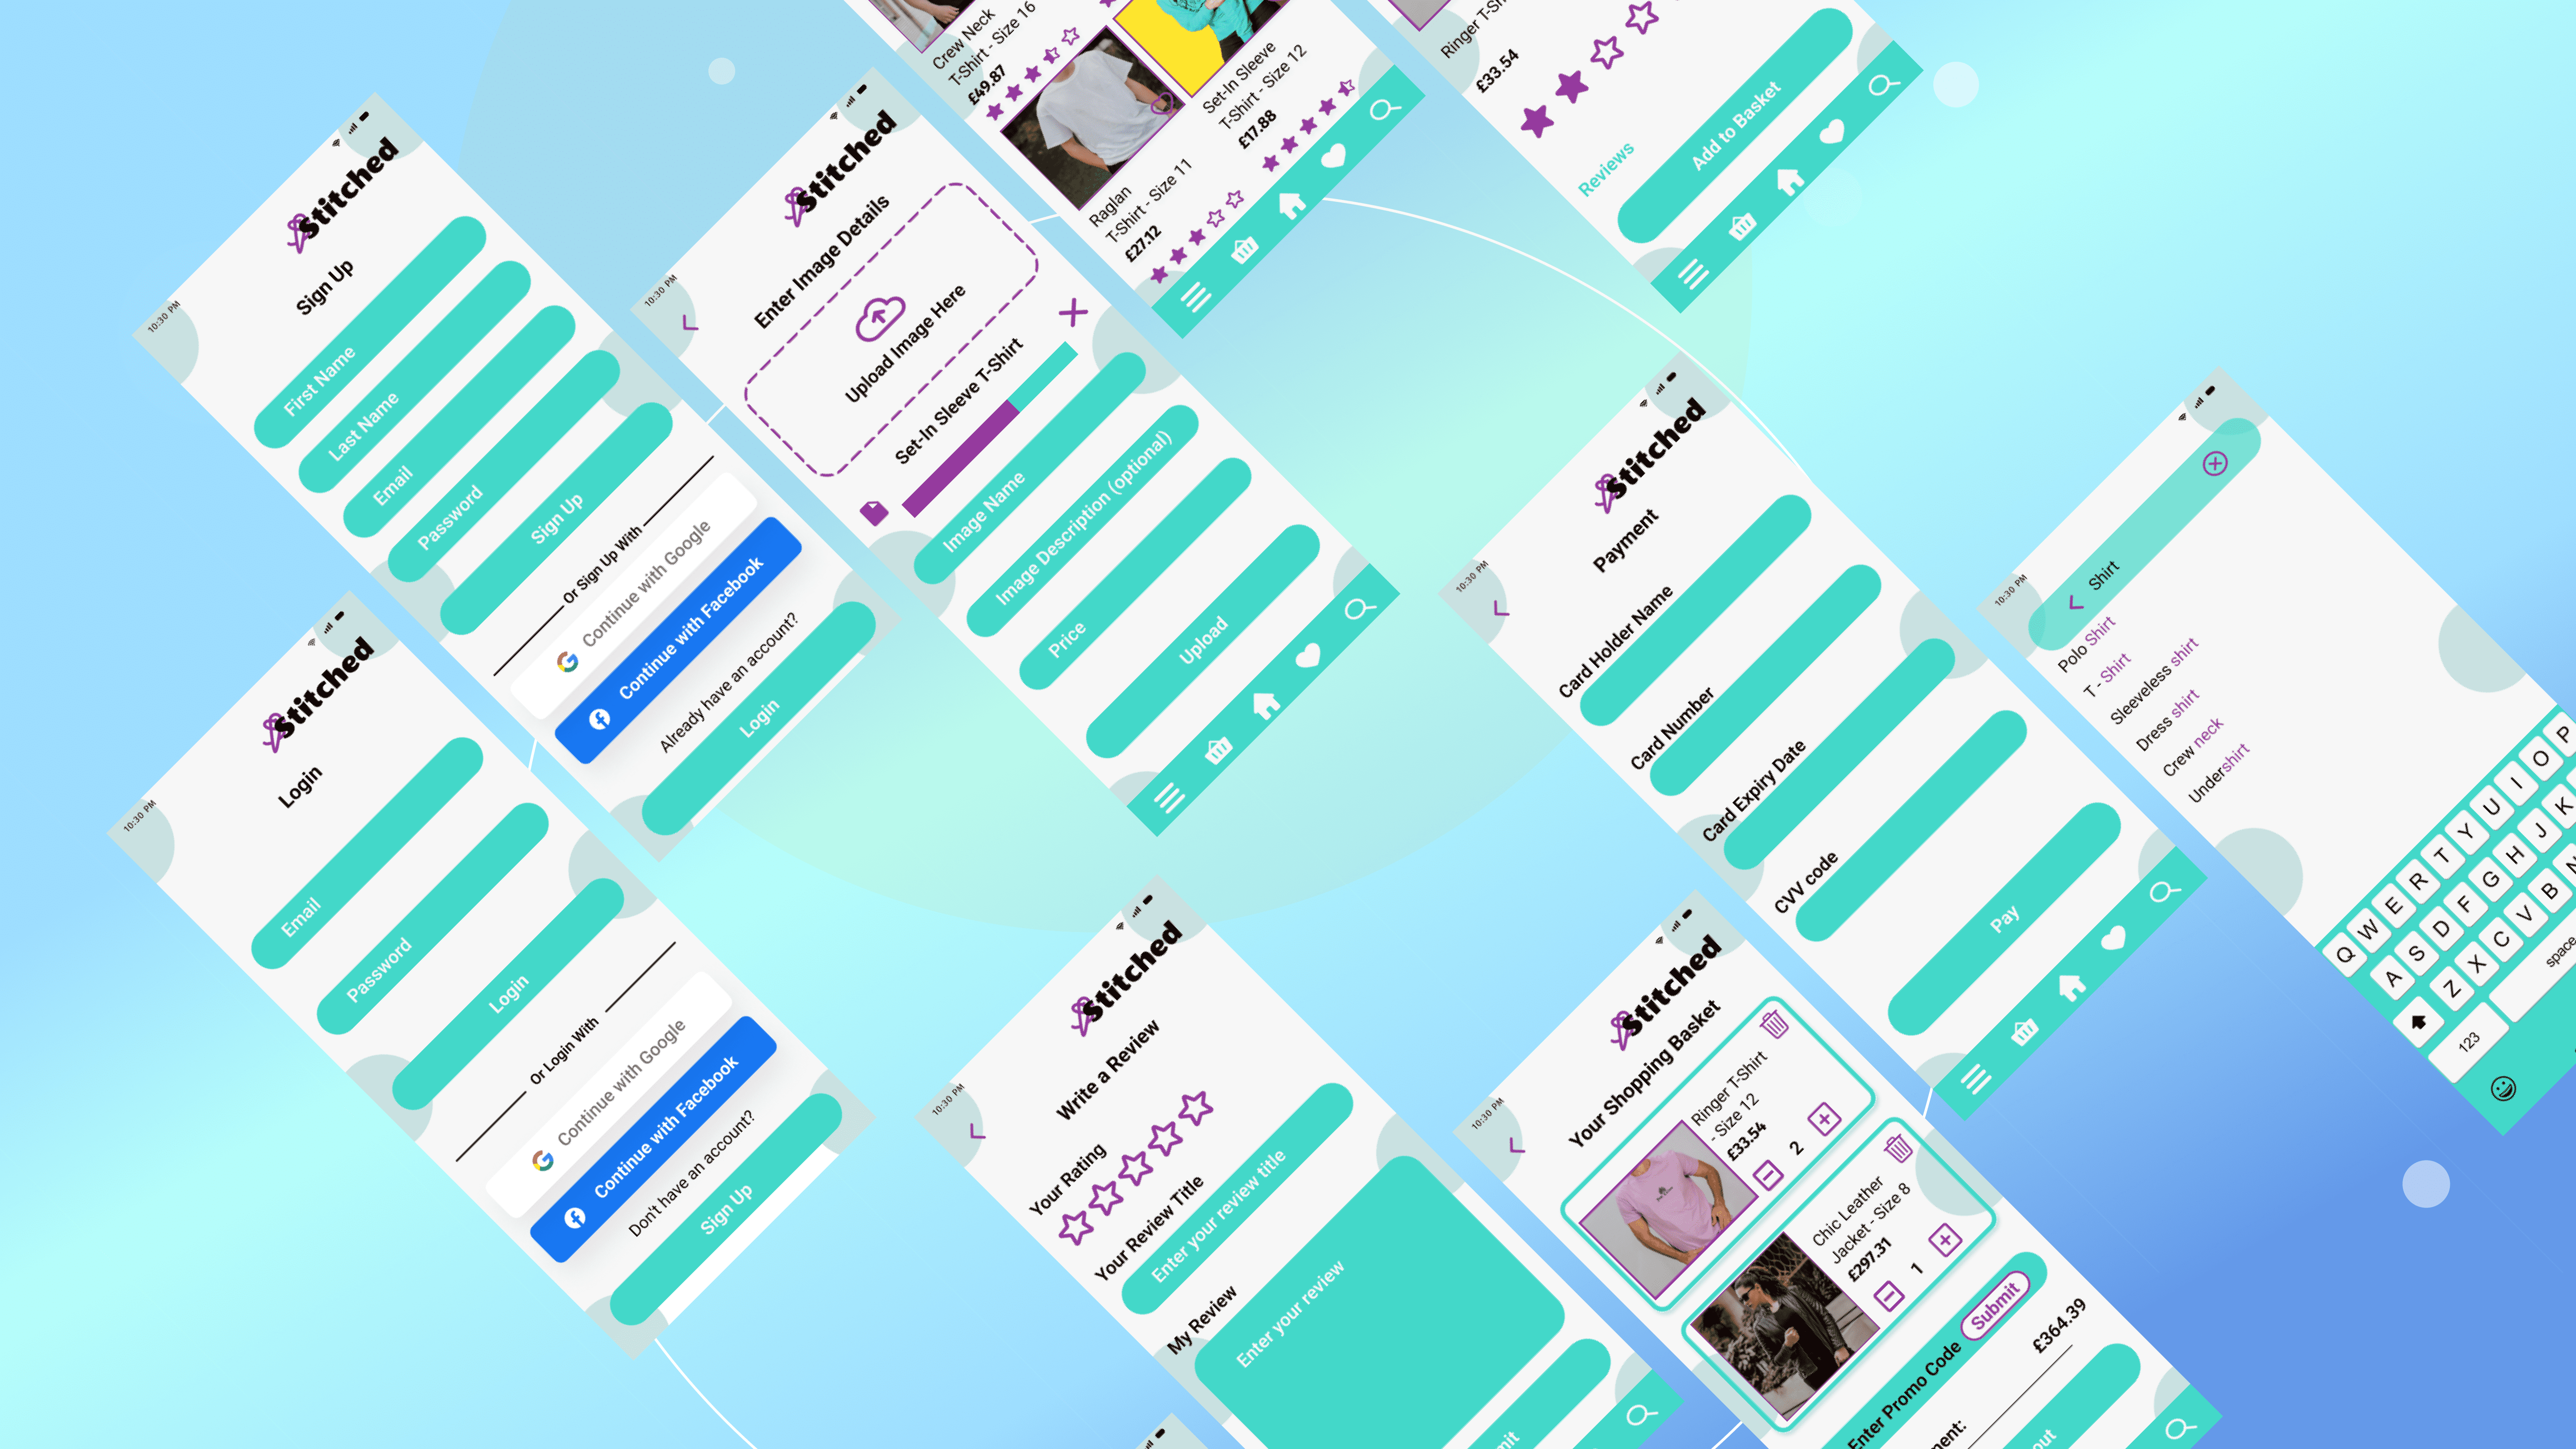 10:30 PM
Stitched
Sign Up
First Name
Last Name
Email
Password
Sign Up
Or Sign Up With
Continue with Google
Continue with Facebook
Already have an account?
Login
10:30 PM
Stitched
Login
Email
Password
Login
Or Login With
Continue with Google
Continue with Facebook
Don't have an account?
Sign Up
10:30 PM
Stitched
Enter Image Details
Upload Image Here
Set-In Sleeve T-Shirt
Image Name
Image Description (optional)
Price
Upload
Crew Neck
T-Shirt - Size 16
£49.87
Raglan
T-Shirt - Size 11
£27.12
Set-In Sleeve
T-Shirt - Size 12
£17.88
Ringer T-Sh
£33.54
Reviews
Add to Basket
10:30 PM
Stitched
Write a Review
Your Rating
Your Review Title
Enter your review title
My Review
Enter your review
mit
10:30 PM
Stitched
Payment
Card Holder Name
Card Number
Card Expiry Date
CVV code
Pay
10:30 PM
Stitched
Your Shopping Basket
Ringer T-Shirt
- Size 12
£33.54
2
Chic Leather
Jacket - Size 8
£297.31
1
Enter Promo Code
Submit
ment:
£364.39
out
10:30 PM
Shirt
Polo Shirt
T - Shirt
Sleeveless shirt
Dress shirt
Crew neck
Undershirt
Q W E R T Y U I O P
A S D F G H J K
Z X C V B N
123
space